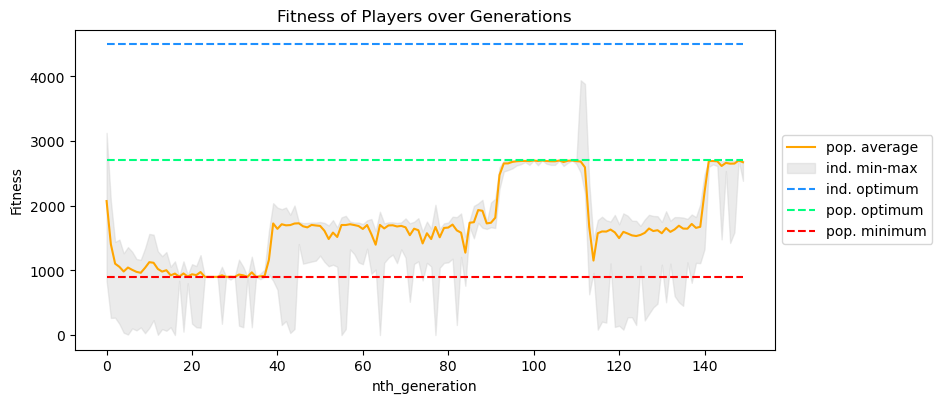 Fitness of Players over Generations
Fitness
4000
3000
2000
1000
0
0 20 40 60 80 100 120 140
nth_generation
pop. average
ind. min-max
ind. optimum
pop. optimum
pop. minimum